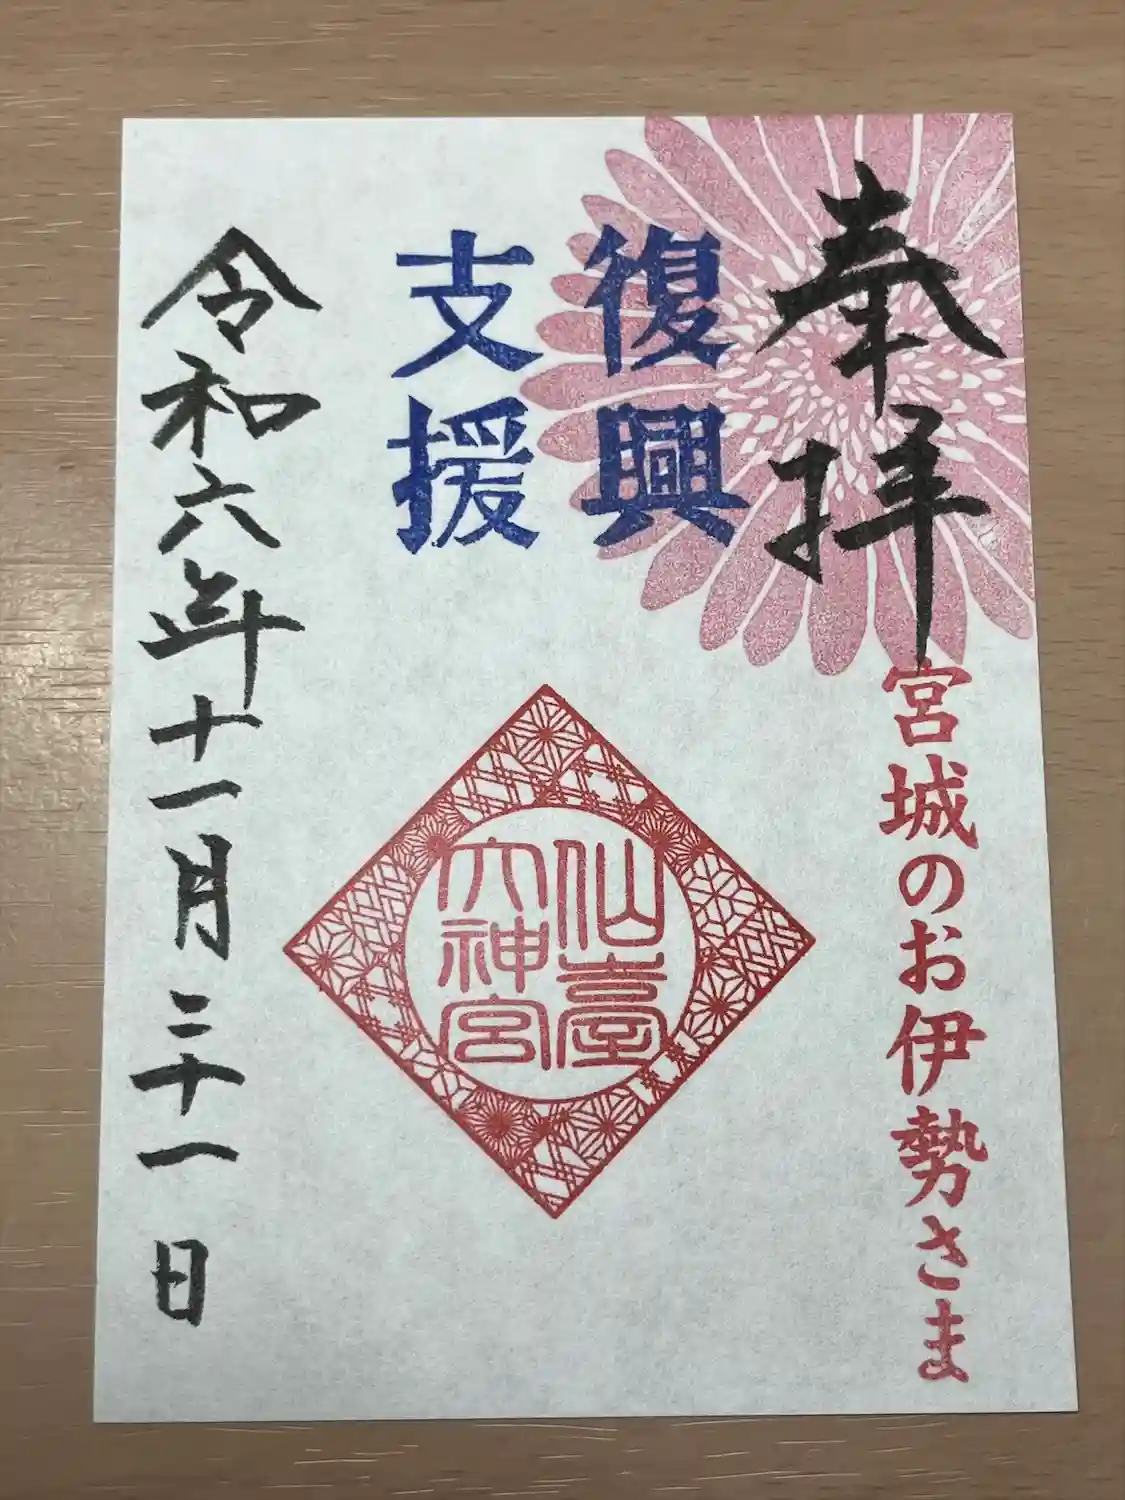 奉拝
宮城のお伊勢さま
復興
支援
仙臺
大神宮
令和六年十一月二十一日